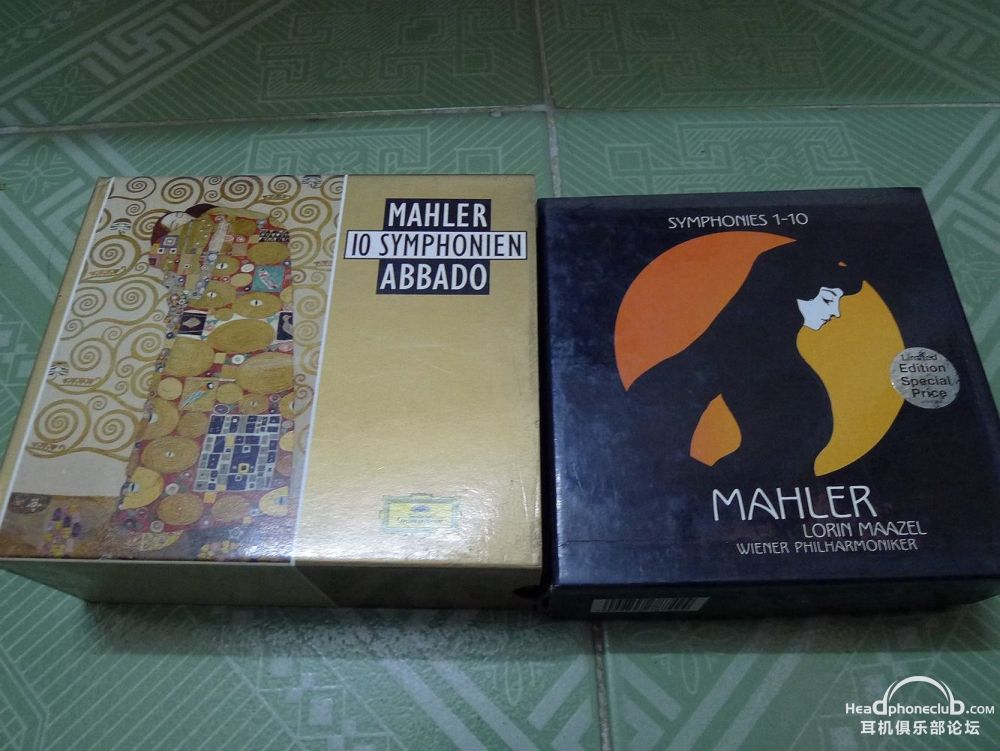 MAHLER
10 SYMPHONIEN
ABBADO
SYMPHONIES 1-10
Limited
Edition
Special
Price
MAHLER
LORIN MAAZEL
WIENER PHILHARMONIKER
HeadphoneclUb.com
耳机俱乐部论坛